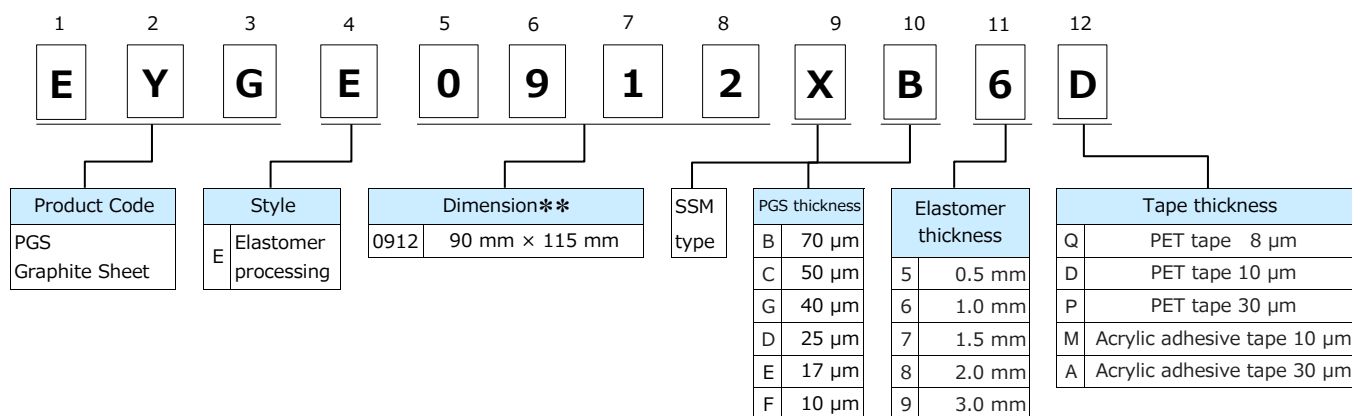 1 2 3 4 5 6 7 8 9 10 11 12
E Y G E 0 9 1 2 X B 6 D
Product Code
PGS
Graphite Sheet
Style
E Elastomer
processing
Dimension✻✻
0912 90 mm × 115 mm
SSM
type
PGS thickness
B 70 µm
C 50 µm
G 40 µm
D 25 µm
E 17 µm
F 10 µm
Elastomer
thickness
5 0.5 mm
6 1.0 mm
7 1.5 mm
8 2.0 mm
9 3.0 mm
Tape thickness
Q PET tape 8 µm
D PET tape 10 µm
P PET tape 30 µm
M Acrylic adhesive tape 10 µm
A Acrylic adhesive tape 30 µm